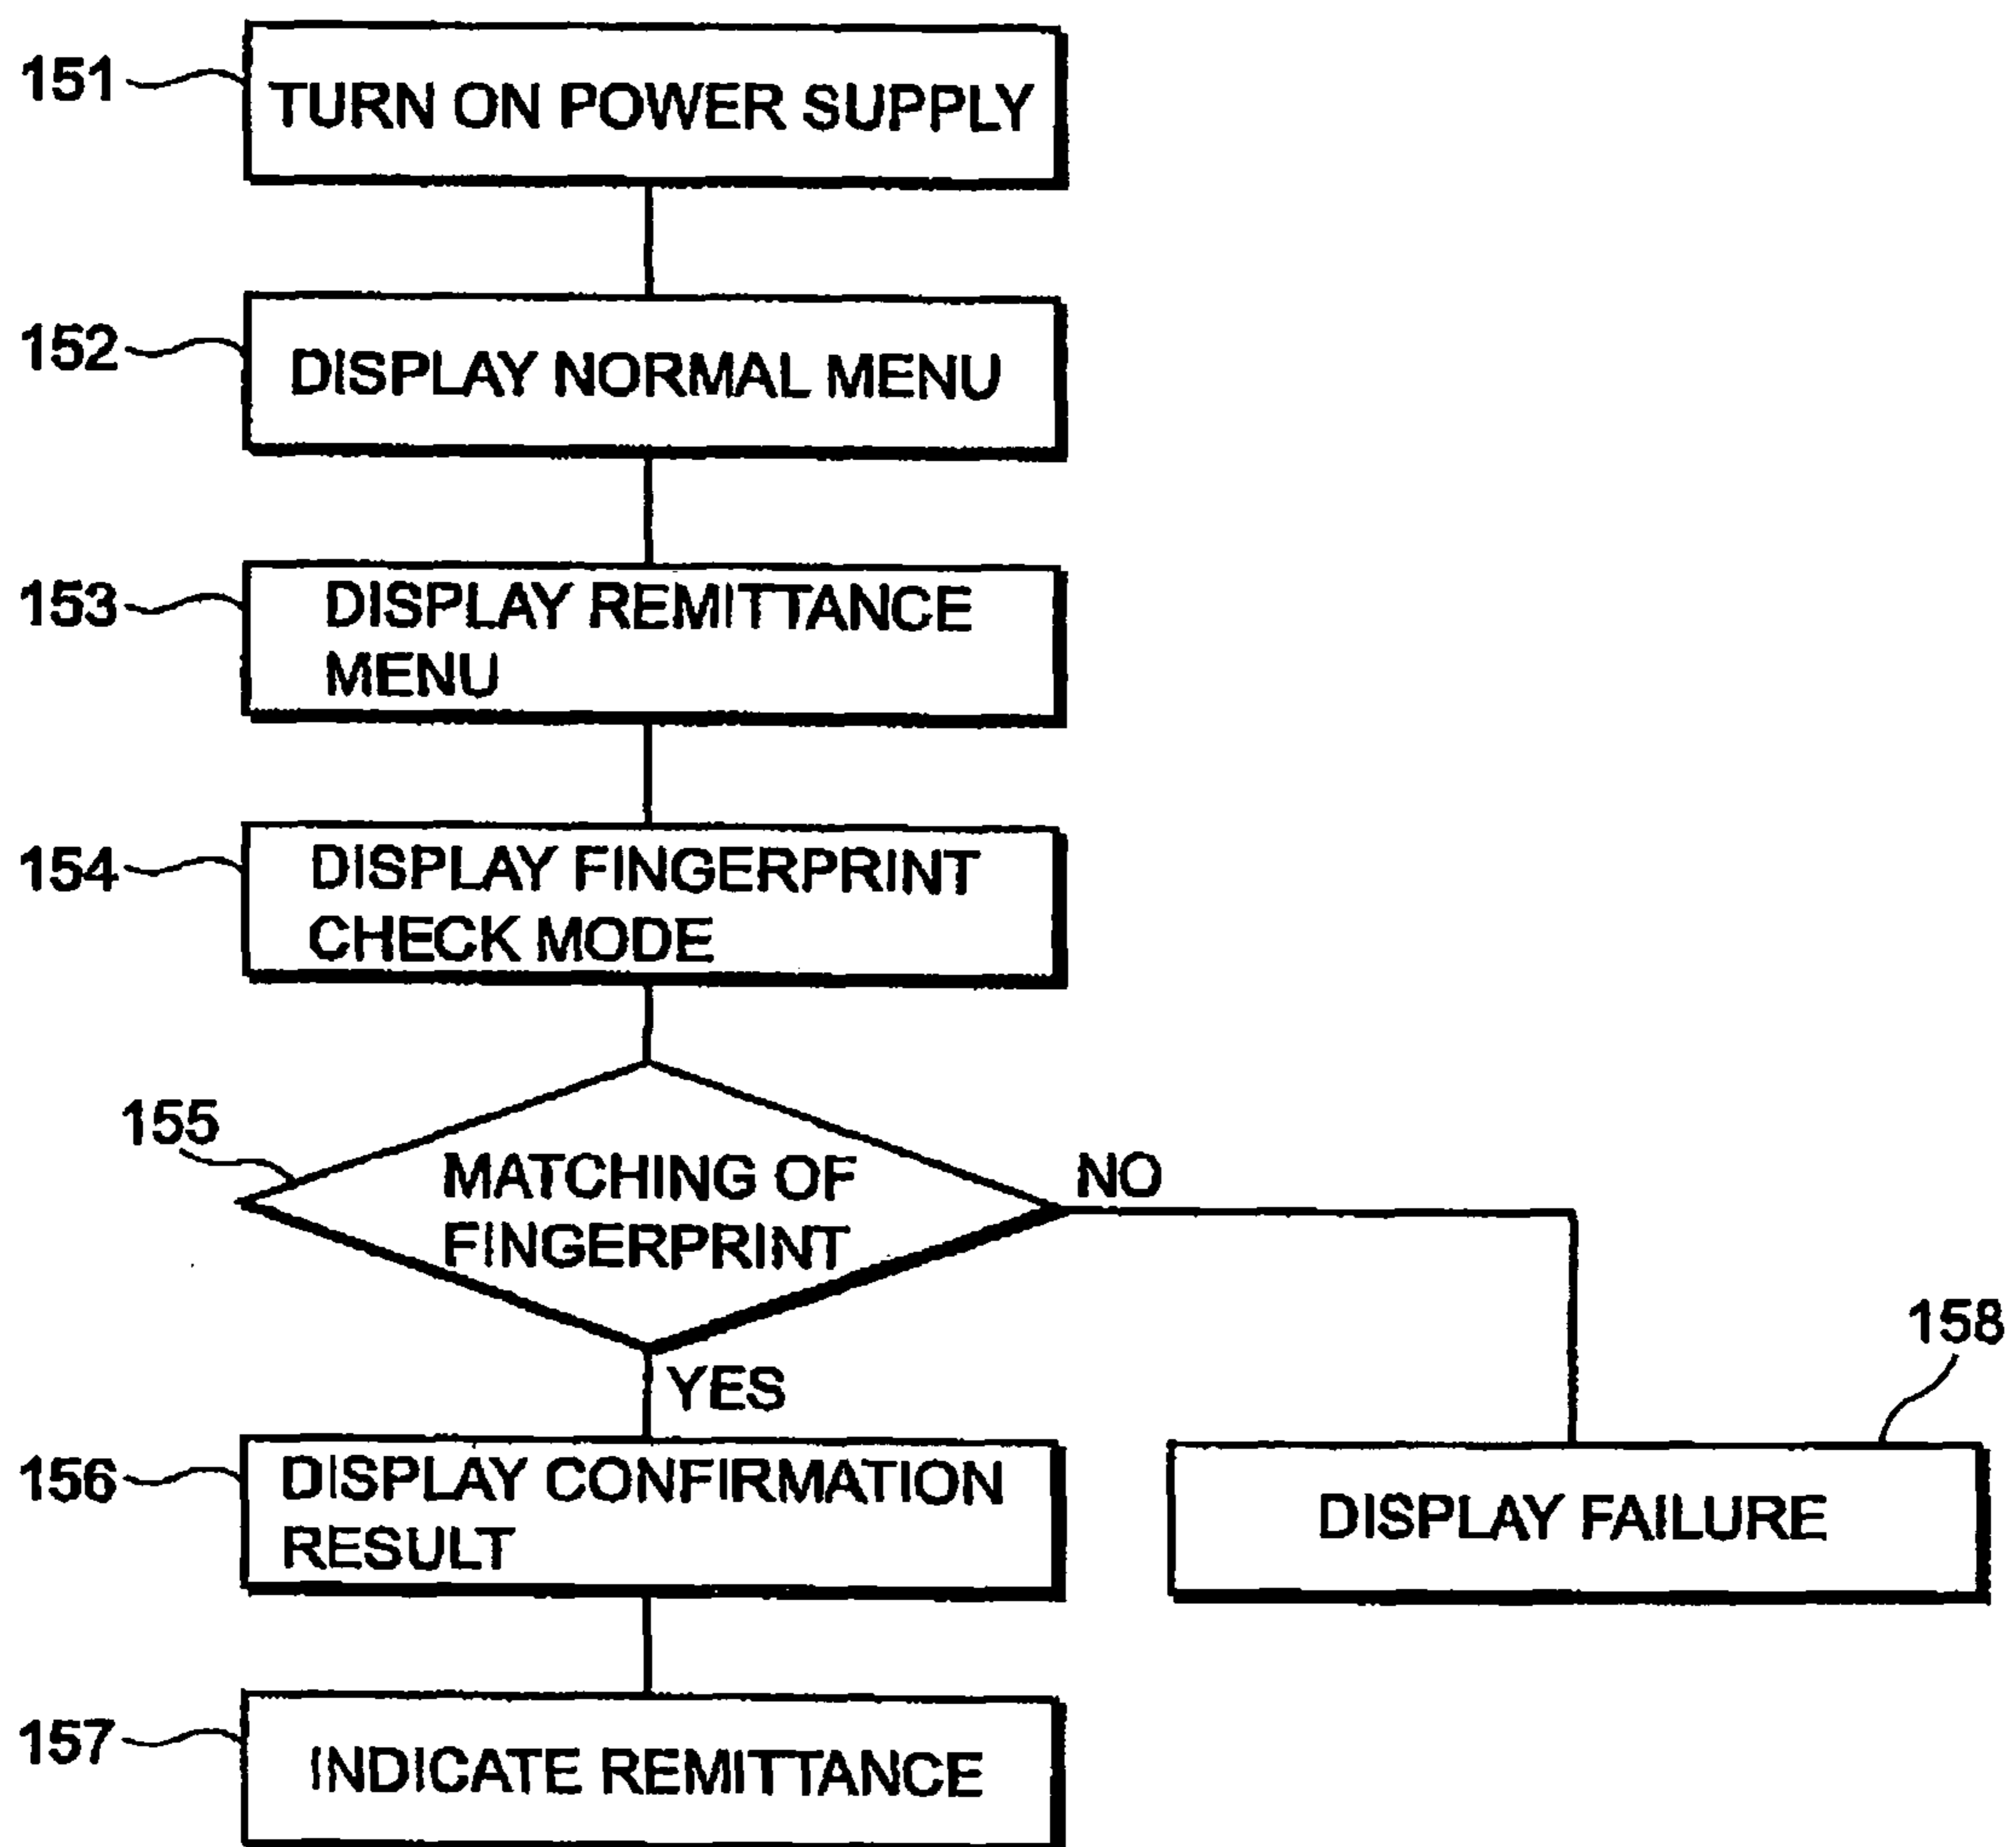 151
TURN ON POWER SUPPLY
152
DISPLAY NORMAL MENU
153
DISPLAY REMITTANCE
MENU
154
DISPLAY FINGERPRINT
CHECK MODE
155
MATCHING OF
FINGERPRINT
NO
YES
158
156
DISPLAY CONFIRMATION
RESULT
DISPLAY FAILURE
157
INDICATE REMITTANCE